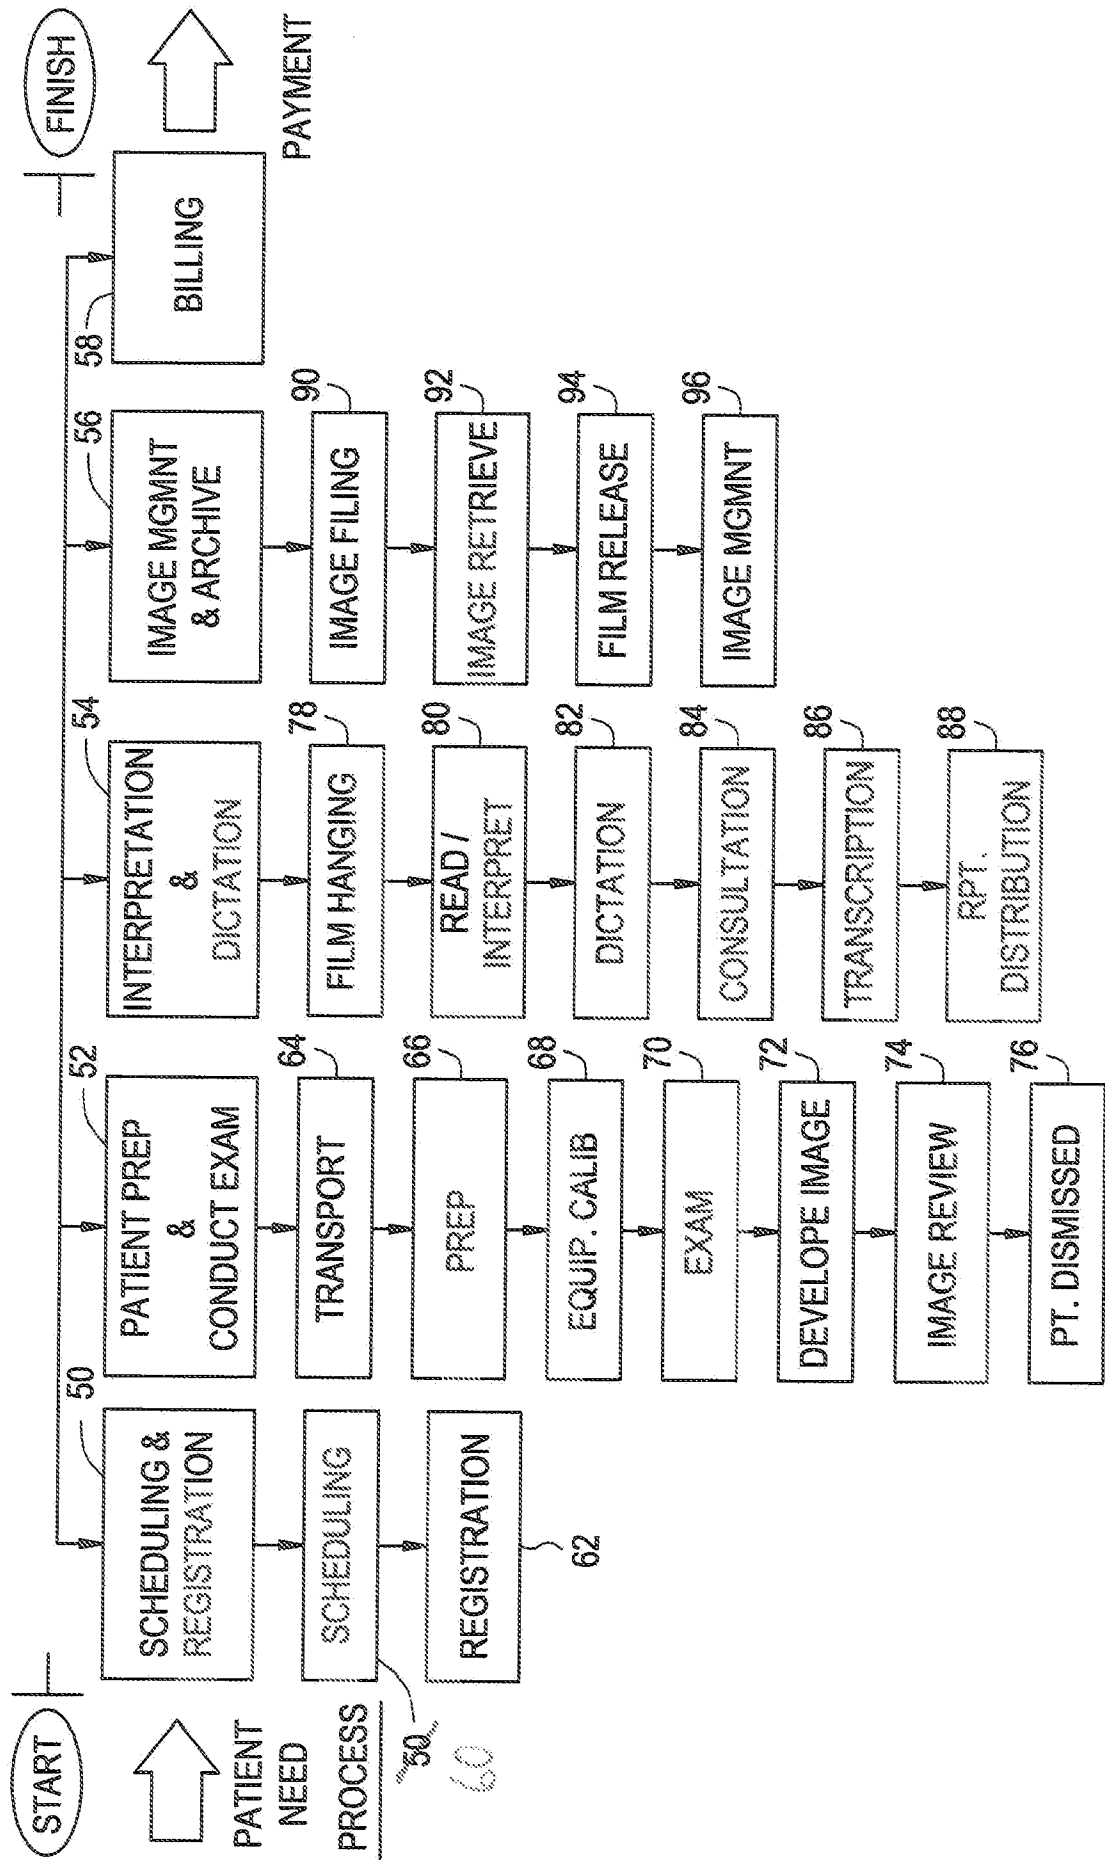 START
PATIENT
NEED
PROCESS
50
60
50
SCHEDULING &
REGISTRATION
SCHEDULING
REGISTRATION
62
52
PATIENT PREP
&
CONDUCT EXAM
TRANSPORT
64
PREP
66
EQUIP. CALIB
68
EXAM
70
DEVELOPE IMAGE
72
IMAGE REVIEW
74
PT. DISMISSED
76
54
INTERPRETATION
&
DICTATION
FILM HANGING
78
READ /
INTERPRET
80
DICTATION
82
CONSULTATION
84
TRANSCRIPTION
86
RPT.
DISTRIBUTION
88
56
IMAGE MGMNT
& ARCHIVE
IMAGE FILING
90
IMAGE RETRIEVE
92
FILM RELEASE
94
IMAGE MGMNT
96
58
BILLING
FINISH
PAYMENT